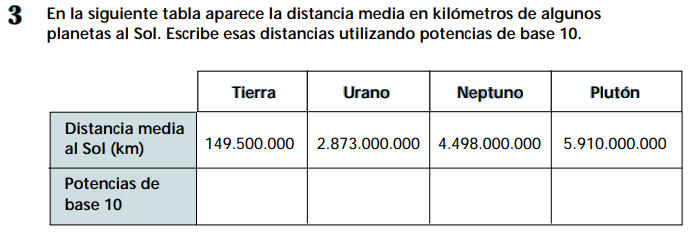 3 En la siguiente tabla aparece la distancia media en kilómetros de algunos
planetas al Sol. Escribe esas distancias utilizando potencias de base 10.
Tierra Urano Neptuno Plutón
Distancia media
al Sol (km) 149.500.000 2.873.000.000 4.498.000.000 5.910.000.000
Potencias de
base 10